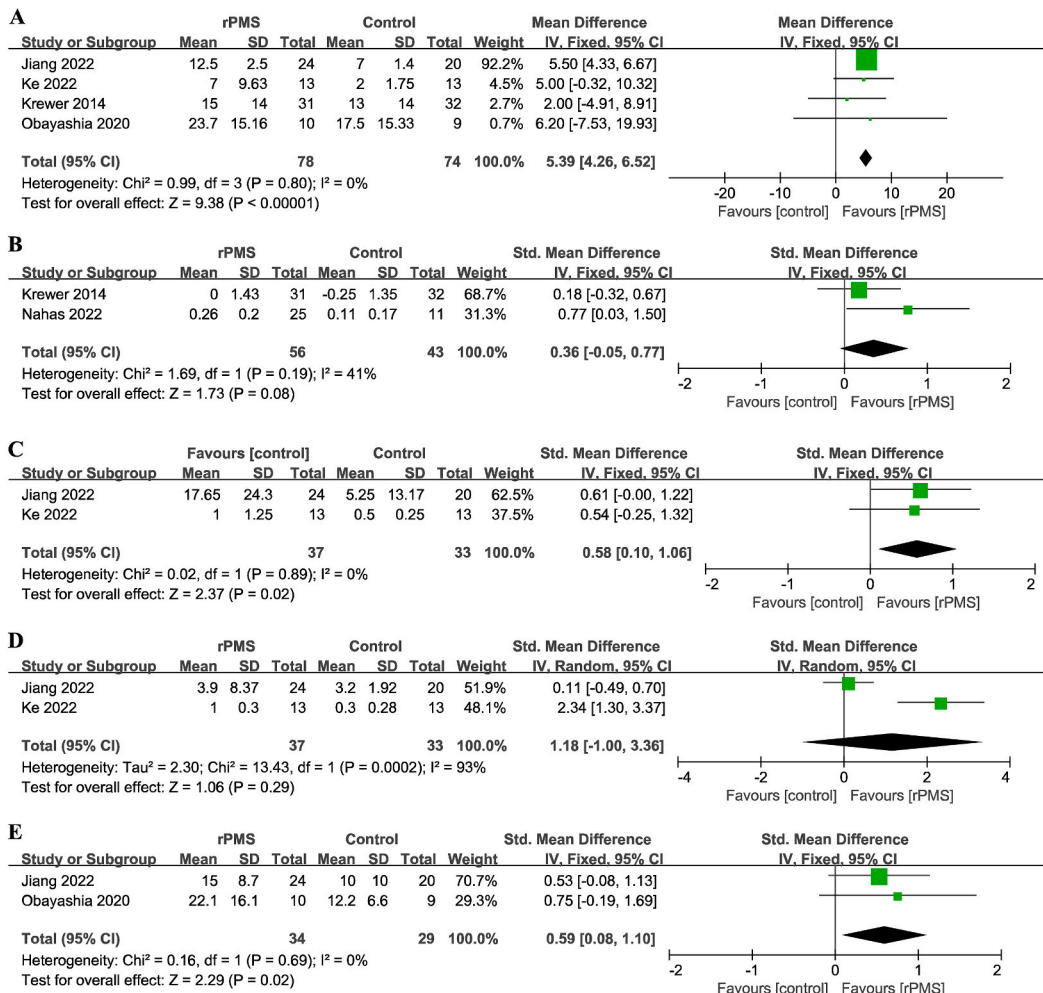 A
rPMS Control Mean Difference Mean Difference
Study or Subgroup Mean SD Total Mean SD Total Weight IV, Fixed, 95% CI IV, Fixed, 95% CI
Jiang 2022 12.5 2.5 24 7 1.4 20 92.2% 5.50 [4.33, 6.67]
Ke 2022 7 9.63 13 2 1.75 13 4.5% 5.00 [-0.32, 10.32]
Krewer 2014 15 14 31 13 14 32 2.7% 2.00 [-4.91, 8.91]
Obayashia 2020 23.7 15.16 10 17.5 15.33 9 0.7% 6.20 [-7.53, 19.93]
Total (95% CI) 78 74 100.0% 5.39 [4.26, 6.52]
Heterogeneity: Chi² = 0.99, df = 3 (P = 0.80); I² = 0%
Test for overall effect: Z = 9.38 (P < 0.00001)
-20 -10 0 10 20
Favours [control] Favours [rPMS]
B
rPMS Control Std. Mean Difference Std. Mean Difference
Study or Subgroup Mean SD Total Mean SD Total Weight IV, Fixed, 95% CI IV, Fixed, 95% CI
Krewer 2014 0 1.43 31 -0.25 1.35 32 68.7% 0.18 [-0.32, 0.67]
Nahas 2022 0.26 0.2 25 0.11 0.17 11 31.3% 0.77 [0.03, 1.50]
Total (95% CI) 56 43 100.0% 0.36 [-0.05, 0.77]
Heterogeneity: Chi² = 1.69, df = 1 (P = 0.19); I² = 41%
Test for overall effect: Z = 1.73 (P = 0.08)
-2 -1 0 1 2
Favours [control] Favours [rPMS]
C
Favours [control] Control Std. Mean Difference Std. Mean Difference
Study or Subgroup Mean SD Total Mean SD Total Weight IV, Fixed, 95% CI IV, Fixed, 95% CI
Jiang 2022 17.65 24.3 24 5.25 13.17 20 62.5% 0.61 [-0.00, 1.22]
Ke 2022 1 1.25 13 0.5 0.25 13 37.5% 0.54 [-0.25, 1.32]
Total (95% CI) 37 33 100.0% 0.58 [0.10, 1.06]
Heterogeneity: Chi² = 0.02, df = 1 (P = 0.89); I² = 0%
Test for overall effect: Z = 2.37 (P = 0.02)
-2 -1 0 1 2
Favours [control] Favours [rPMS]
D
rPMS Control Std. Mean Difference Std. Mean Difference
Study or Subgroup Mean SD Total Mean SD Total Weight IV, Random, 95% CI IV, Random, 95% CI
Jiang 2022 3.9 8.37 24 3.2 1.92 20 51.9% 0.11 [-0.49, 0.70]
Ke 2022 1 0.3 13 0.3 0.28 13 48.1% 2.34 [1.30, 3.37]
Total (95% CI) 37 33 100.0% 1.18 [-1.00, 3.36]
Heterogeneity: Tau² = 2.30; Chi² = 13.43, df = 1 (P = 0.0002); I² = 93%
Test for overall effect: Z = 1.06 (P = 0.29)
-4 -2 0 2 4
Favours [control] Favours [rPMS]
E
rPMS Control Std. Mean Difference Std. Mean Difference
Study or Subgroup Mean SD Total Mean SD Total Weight IV, Fixed, 95% CI IV, Fixed, 95% CI
Jiang 2022 15 8.7 24 10 10 20 70.7% 0.53 [-0.08, 1.13]
Obayashia 2020 22.1 16.1 10 12.2 6.6 9 29.3% 0.75 [-0.19, 1.69]
Total (95% CI) 34 29 100.0% 0.59 [0.08, 1.10]
Heterogeneity: Chi² = 0.16, df = 1 (P = 0.69); I² = 0%
Test for overall effect: Z = 2.29 (P = 0.02)
-2 -1 0 1 2
Favours [control] Favours [rPMS]